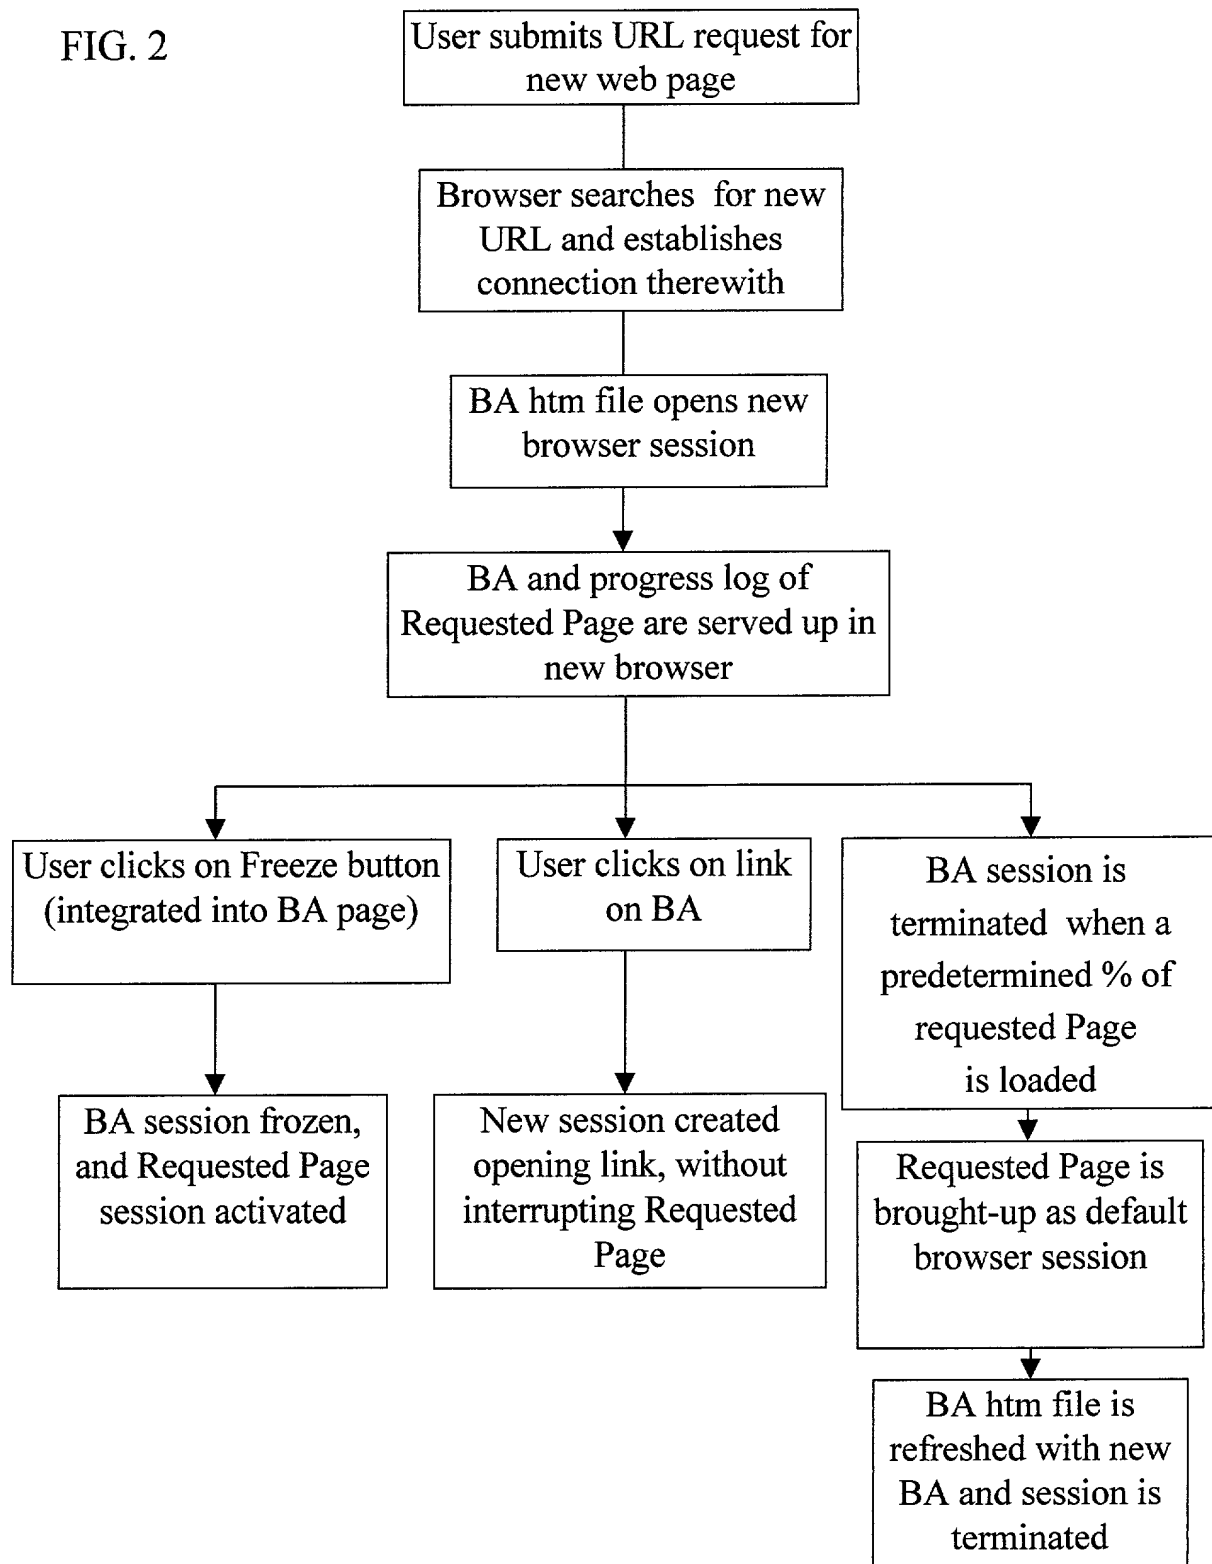 FIG. 2
User submits URL request for
new web page
Browser searches for new
URL and establishes
connection therewith
BA htm file opens new
browser session
BA and progress log of
Requested Page are served up in
new browser
User clicks on Freeze button
(integrated into BA page)
User clicks on link
on BA
BA session is
terminated when a
predetermined % of
requested Page
is loaded
BA session frozen,
and Requested Page
session activated
New session created
opening link, without
interrupting Requested
Page
Requested Page is
brought-up as default
browser session
BA htm file is
refreshed with new
BA and session is
terminated